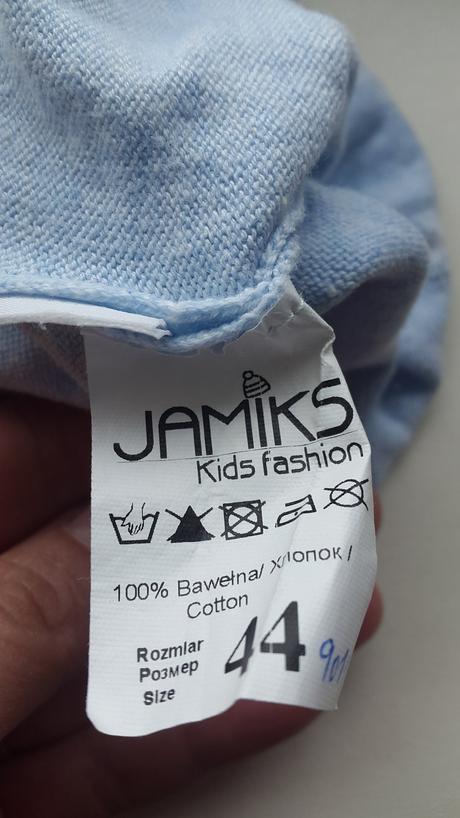 JAMIKS
Kids fashion
100% Bawełna/ хлопок /
Cotton
Rozmiar
Розмер
Size
44